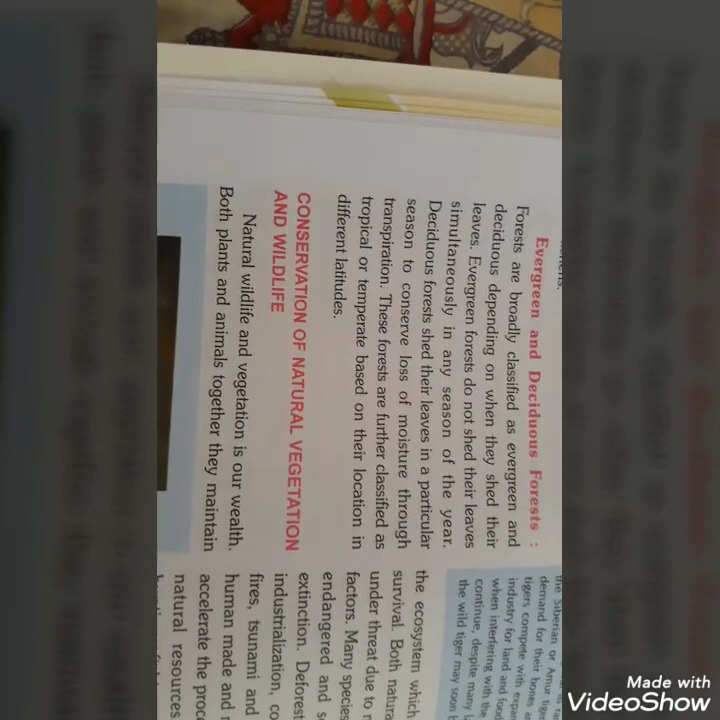 Evergreen and Deciduous Forests :
Forests are broadly classified as evergreen and
deciduous depending on when they shed their
leaves. Evergreen forests do not shed their leaves
simultaneously in any season of the year.
Deciduous forests shed their leaves in a particular
season to conserve loss of moisture through
transpiration. These forests are further classified as
tropical or temperate based on their location in
different latitudes.
CONSERVATION OF NATURAL VEGETATION
AND WILDLIFE
Natural wildlife and vegetation is our wealth.
Both plants and animals together they maintain
the Siberian or Amur
demand for their bones
tigers compete with
industry for land and food
when interfering with the
continue, despite many
the wild tiger may soon
the ecosystem which
survival. Both
under threat due to
factors. Many species
endangered and
extinction.
industrialization,
fires, tsunami and
human made and
accelerate the
natural resources
Made with
VideoShow